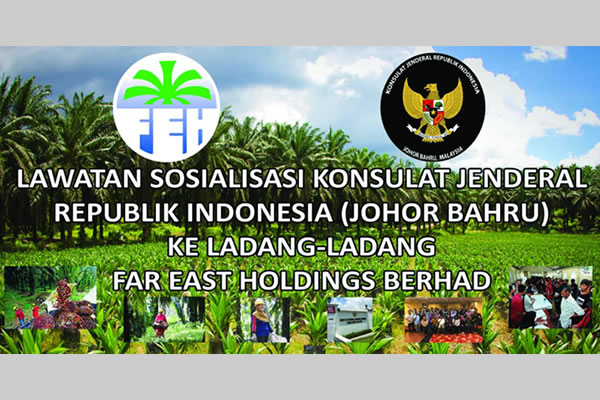 FEH
KONSULAT JENDERAL REPUBLIK INDONESIA
JOHOR BAHRU, MALAYSIA
LAWATAN SOSIALISASI KONSULAT JENDERAL
REPUBLIK INDONESIA (JOHOR BAHRU)
KE LADANG-LADANG
FAR EAST HOLDINGS BERHAD